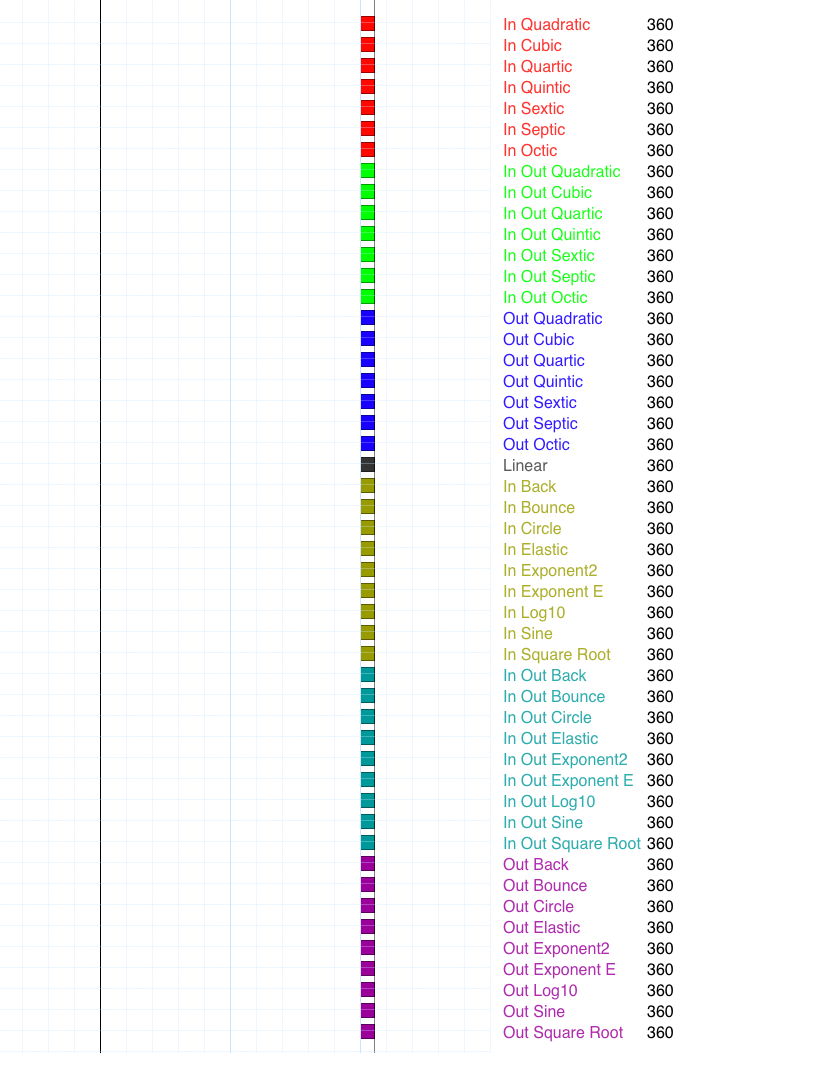 In Quadratic 360
In Cubic 360
In Quartic 360
In Quintic 360
In Sextic 360
In Septic 360
In Octic 360
In Out Quadratic 360
In Out Cubic 360
In Out Quartic 360
In Out Quintic 360
In Out Sextic 360
In Out Septic 360
In Out Octic 360
Out Quadratic 360
Out Cubic 360
Out Quartic 360
Out Quintic 360
Out Sextic 360
Out Septic 360
Out Octic 360
Linear 360
In Back 360
In Bounce 360
In Circle 360
In Elastic 360
In Exponent2 360
In Exponent E 360
In Log10 360
In Sine 360
In Square Root 360
In Out Back 360
In Out Bounce 360
In Out Circle 360
In Out Elastic 360
In Out Exponent2 360
In Out Exponent E 360
In Out Log10 360
In Out Sine 360
In Out Square Root 360
Out Back 360
Out Bounce 360
Out Circle 360
Out Elastic 360
Out Exponent2 360
Out Exponent E 360
Out Log10 360
Out Sine 360
Out Square Root 360